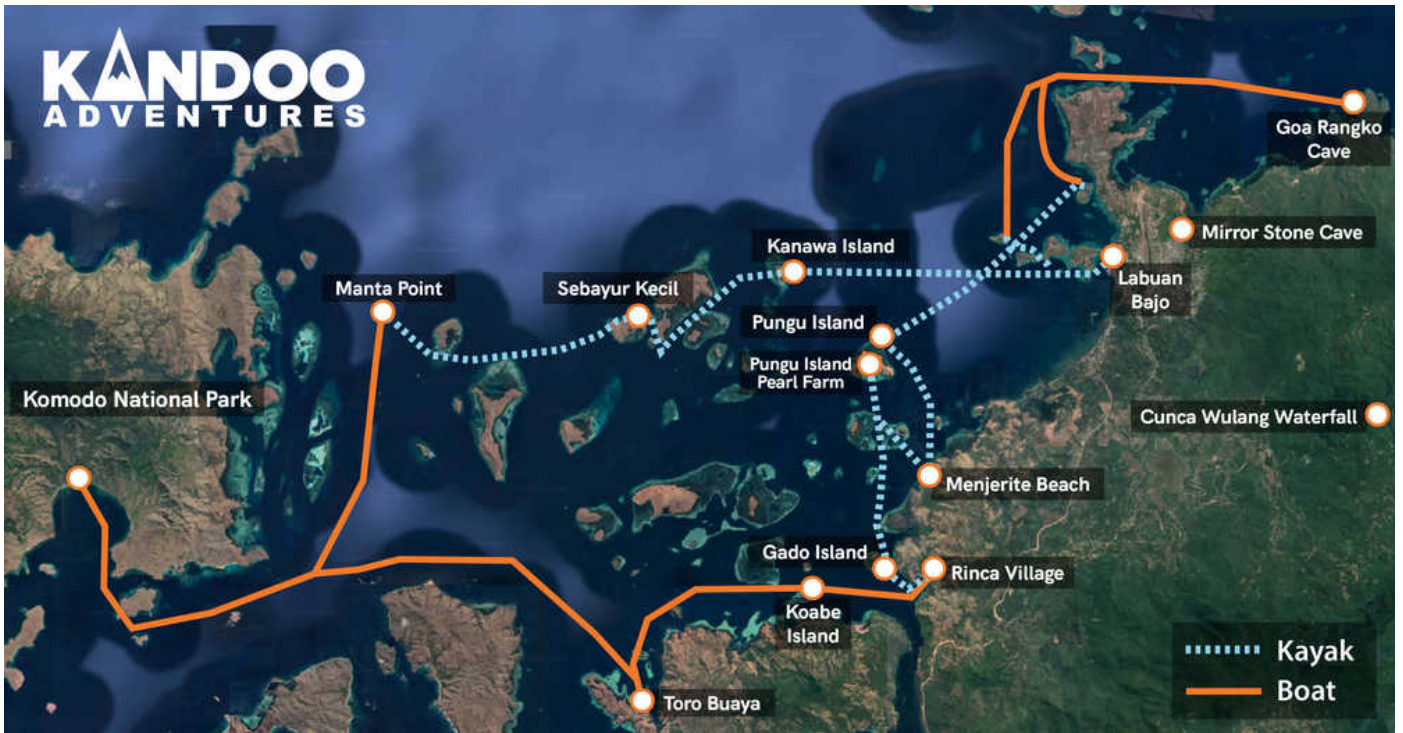 KANDOO
ADVENTURES
Goa Rangko
Cave
Mirror Stone Cave
Kanawa Island
Labuan
Bajo
Manta Point
Sebayur Kecil
Pungu Island
Pungu Island
Pearl Farm
Komodo National Park
Cunca Wulang Waterfall
Menjerite Beach
Gado Island
Rinca Village
Koabe
Island
Toro Buaya
Kayak
Boat